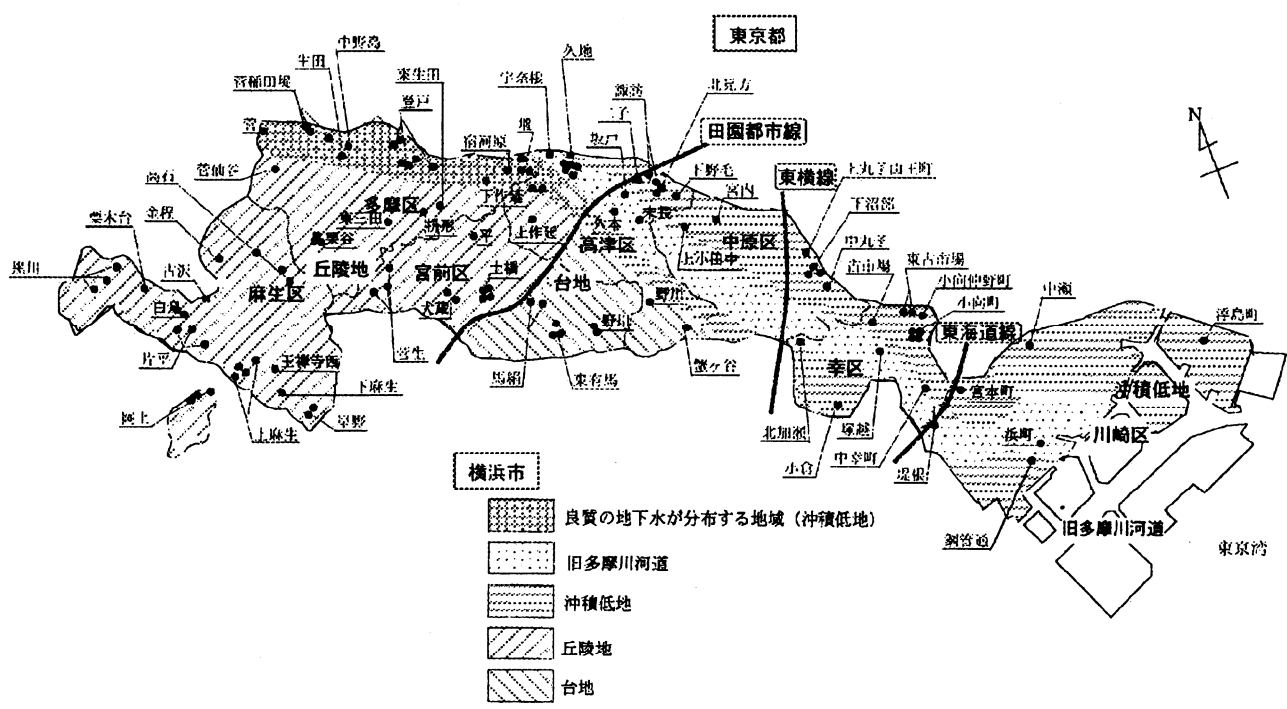 東京都
中野島
久地
生田
東生田
宇奈根
諏訪
北見方
菅稲田堤
登戸
堰
二子
菅
宿河原
坂戸
田園都市線
N
菅仙谷
下作延
下野毛
東横線
上丸子山王町
高石
多摩区
宮内
下沼部
金程
東三田
枡形
平
上作延
久本
末長
中原区
中丸子
栗木台
高津区
上小田中
古市場
東古市場
古沢
丘陵地
宮前区
土橋
台地
小向仲野町
麻生区
野川
小向町
中瀬
浮島町
白鳥
犬蔵
野川
東海道線
片平
菅生
蟹ヶ谷
幸区
王禅寺西
馬絹
東有馬
宮本町
沖積低地
岡上
下麻生
上麻生
早野
北加瀬
塚越
浜町
川崎区
小倉
中幸町
堤根
横浜市
良質の地下水が分布する地域（沖積低地）
旧多摩川河道
鋼管通
東京湾
旧多摩川河道
沖積低地
丘陵地
台地